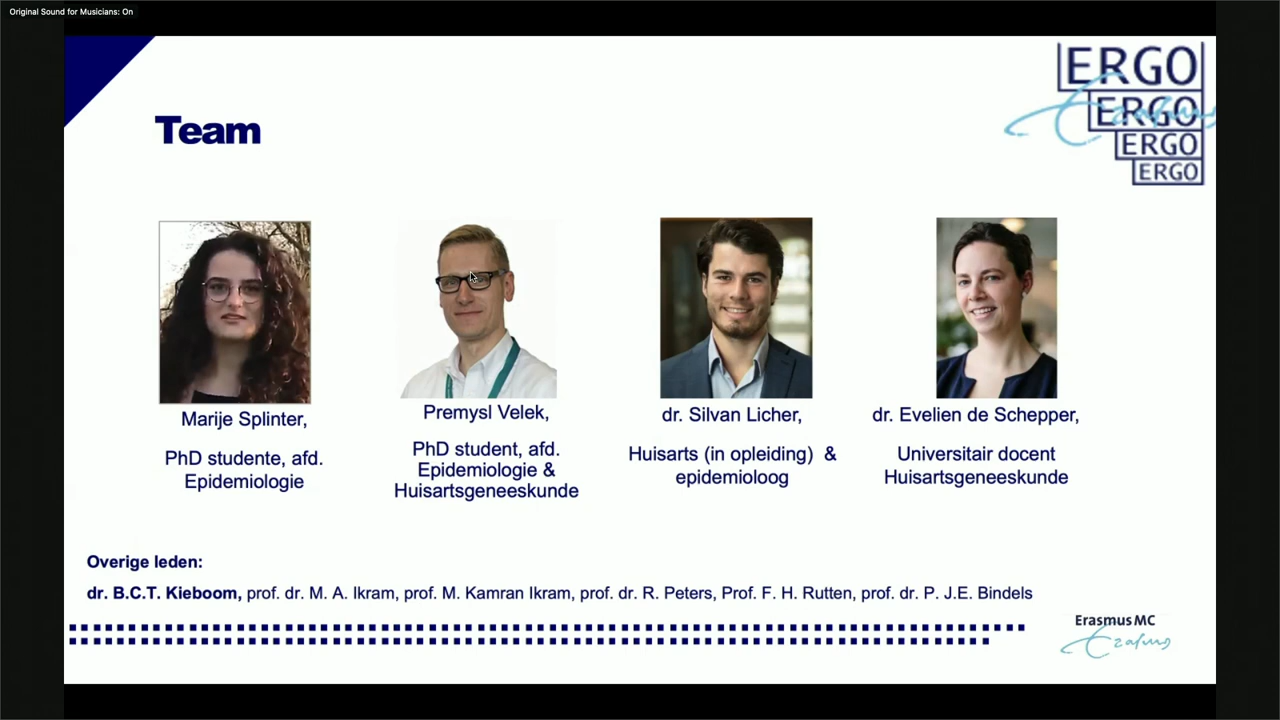 Original Sound for Musicians: On
ERGO
ERGO
ERGO
ERGO
Erasmus
Team
Marije Splinter,
PhD studente, afd.
Epidemiologie
Premysl Velek,
PhD student, afd.
Epidemiologie &
Huisartsgeneeskunde
dr. Silvan Licher,
Huisarts (in opleiding) &
epidemioloog
dr. Evelien de Schepper,
Universitair docent
Huisartsgeneeskunde
Overige leden:
dr. B.C.T. Kieboom, prof. dr. M. A. Ikram, prof. M. Kamran Ikram, prof. dr. R. Peters, Prof. F. H. Rutten, prof. dr. P. J.E. Bindels
Erasmus MC
Erasmus